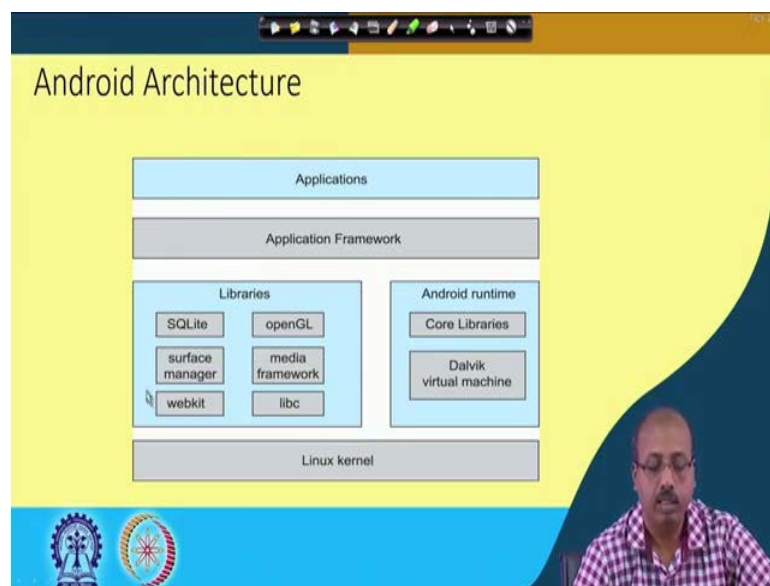 Android Architecture
Applications
Application Framework
Libraries
SQLite
openGL
surface
manager
media
framework
webkit
libc
Android runtime
Core Libraries
Dalvik
virtual machine
Linux kernel